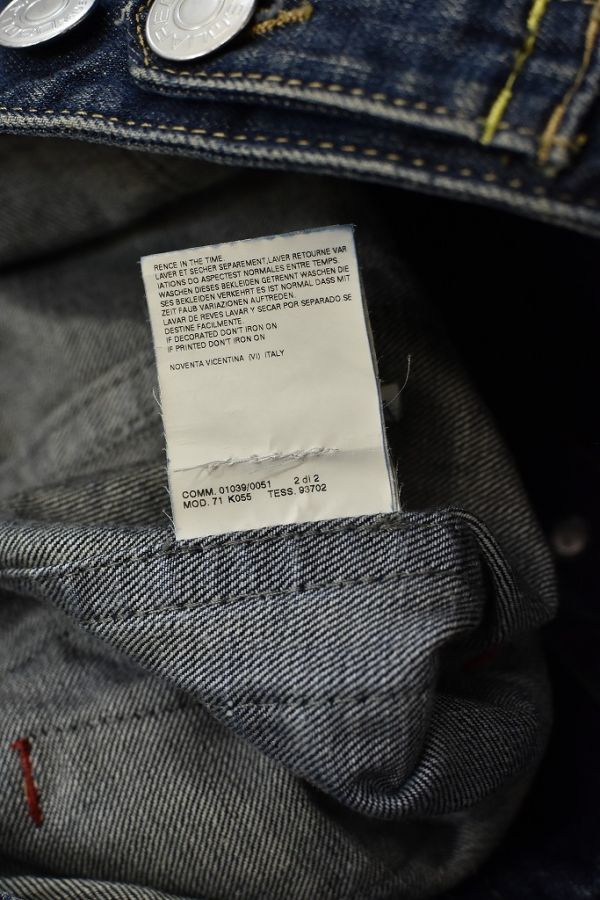 RENCE IN THE TIME
LAVER ET SECHER SEPAREMENT,LAVER RETOURNE VAR
IATIONS DO ASPECTEST NORMALES ENTRE TEMPS.
WASCHEN DIESES BEKLEIDEN GETRENNT WASCHEN DIE
SES BEKLEIDEN VERKEHRT ES IST NORMAL DASS MIT
ZEIT FAUB VARIAZIONEN AUFTREDEN.
LAVAR DE REVES LAVAR Y SECAR POR SEPARADO.SE
DESTINE FACILMENTE.
IF DECORATED DON'T IRON ON
IF PRINTED DON'T IRON ON
NOVENTA VICENTINA (VI) ITALY
COMM. 01039/0051 2 di 2
MOD. 71 K055 TESS. 93702